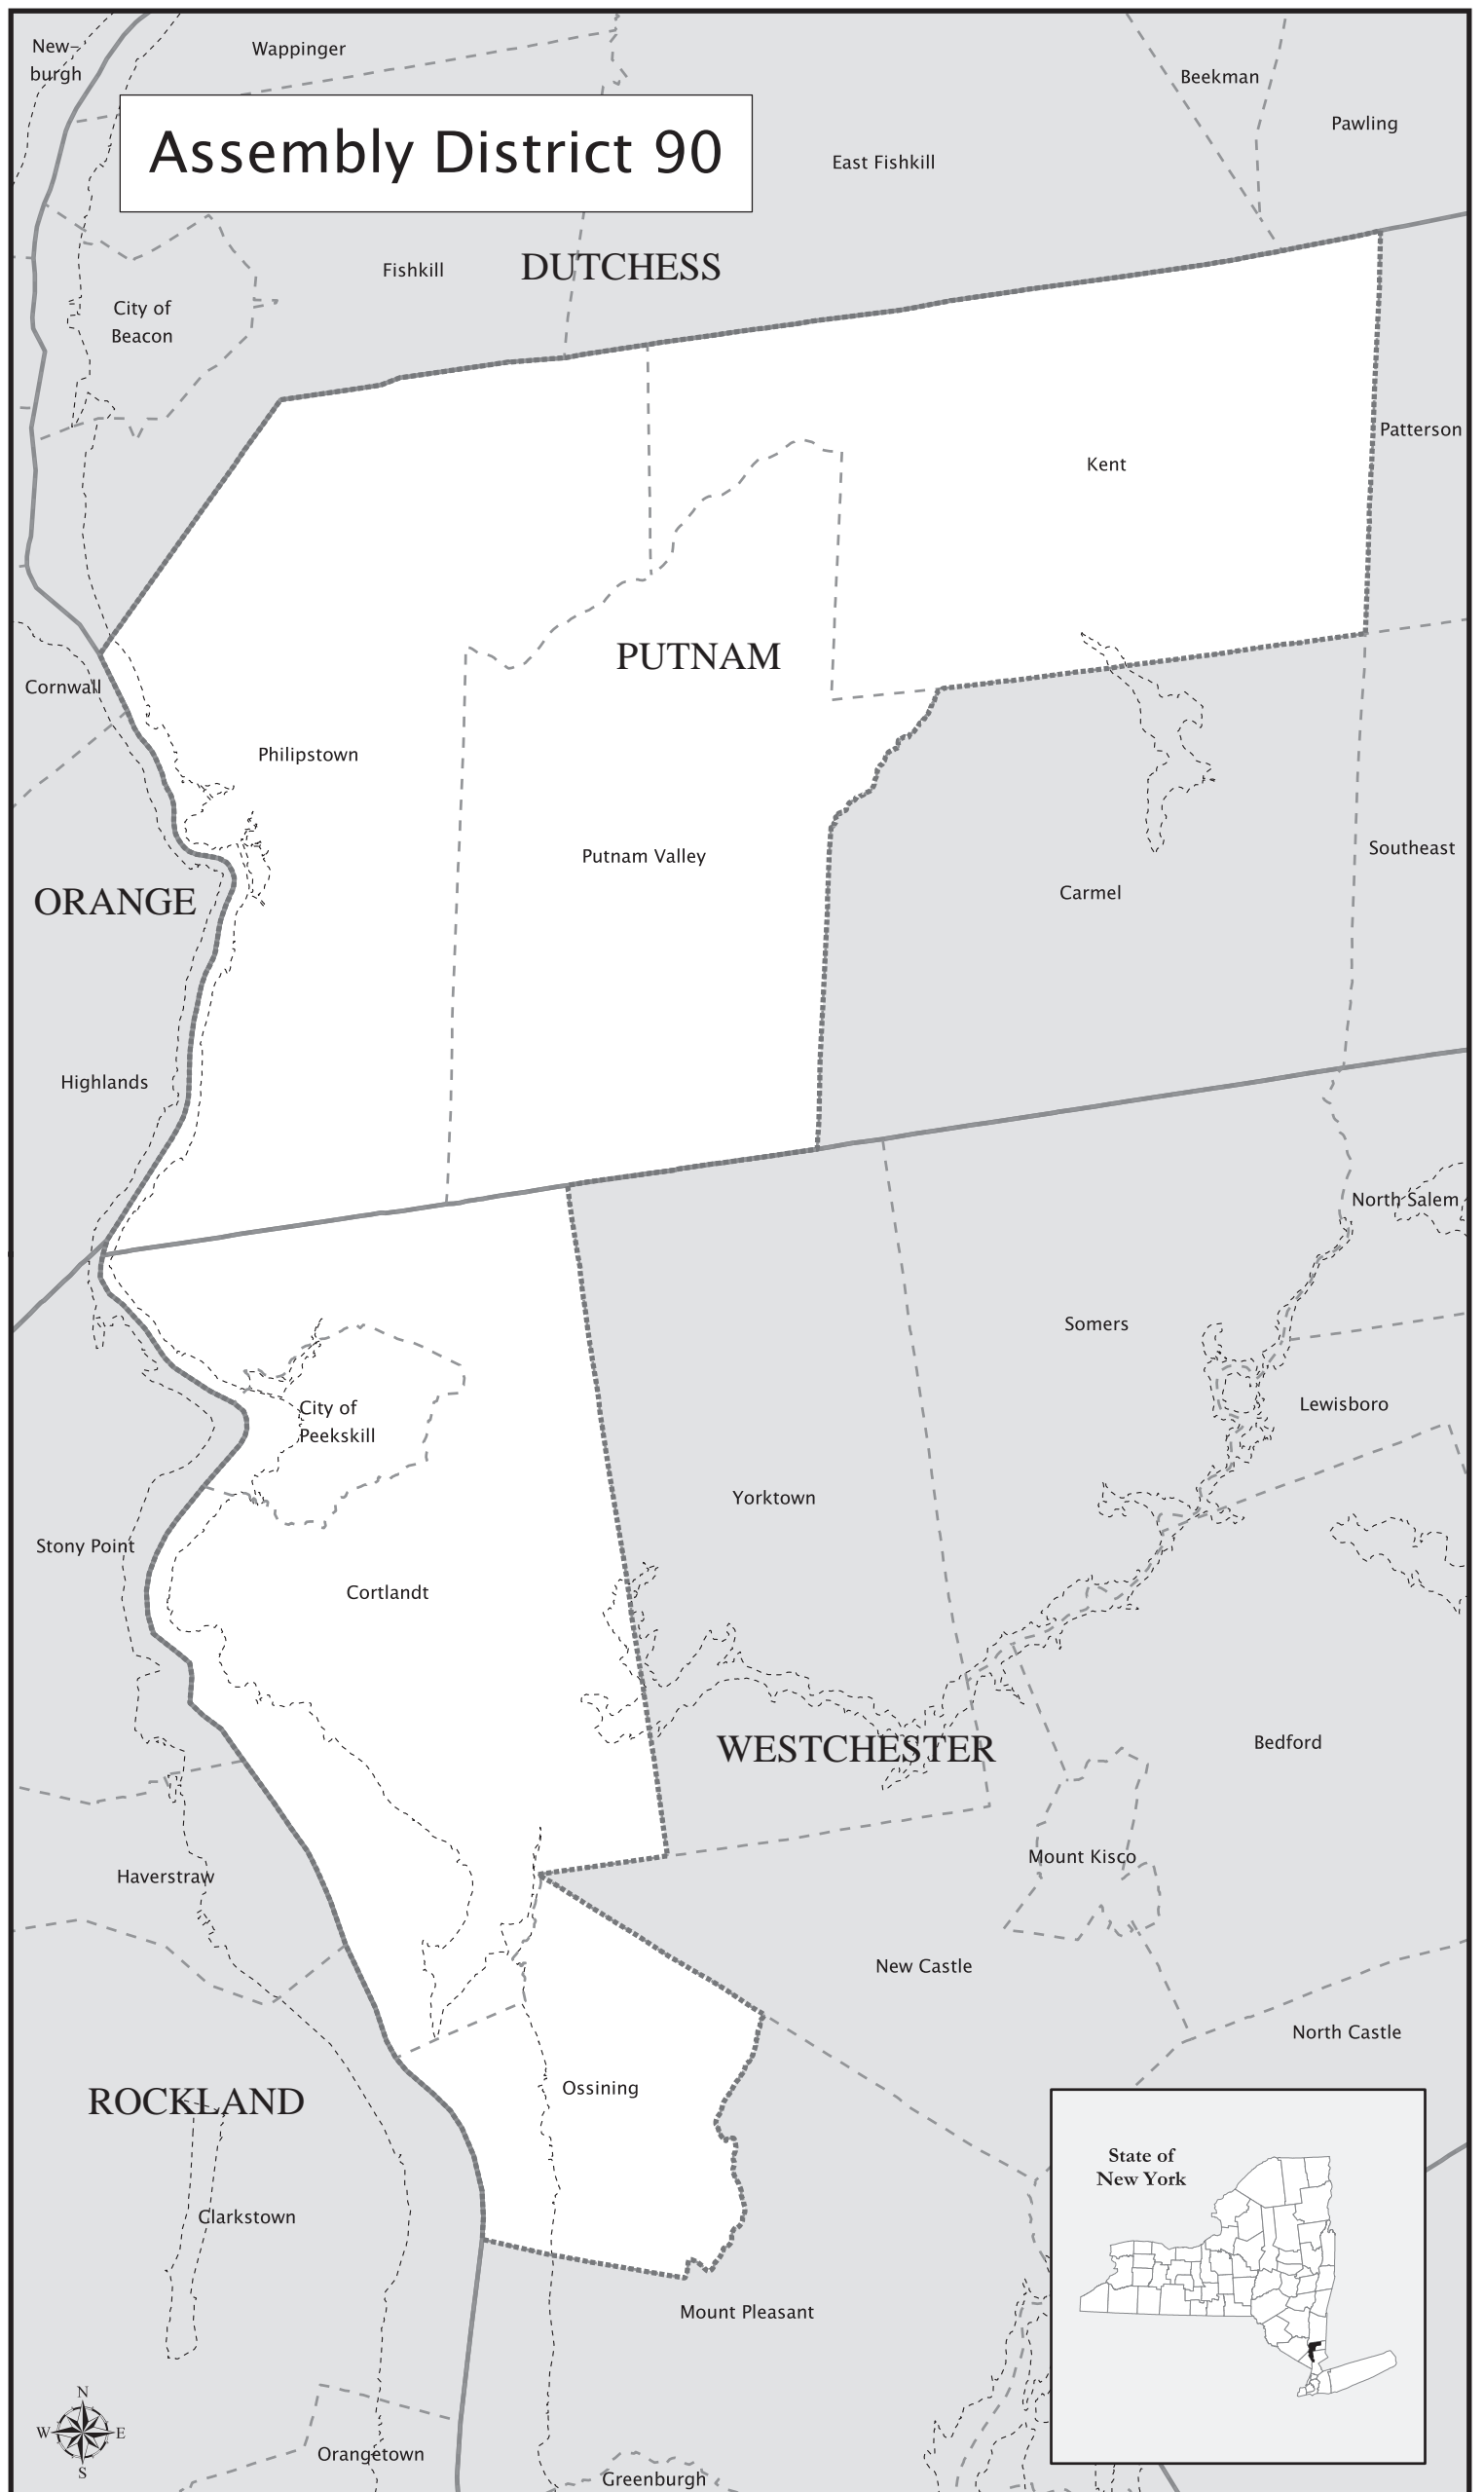 New-
burgh
Wappinger
Beekman
Pawling
Assembly District 90
East Fishkill
Fishkill
DUTCHESS
City of
Beacon
Patterson
Kent
PUTNAM
Cornwall
Philipstown
Putnam Valley
Southeast
Carmel
ORANGE
Highlands
North Salem
Somers
City of
Peekskill
Lewisboro
Yorktown
Stony Point
Cortlandt
WESTCHESTER
Bedford
Mount Kisco
Haverstraw
New Castle
North Castle
Ossining
ROCKLAND
State of
New York
Clarkstown
Mount Pleasant
N
W E
S
Orangetown
Greenburgh